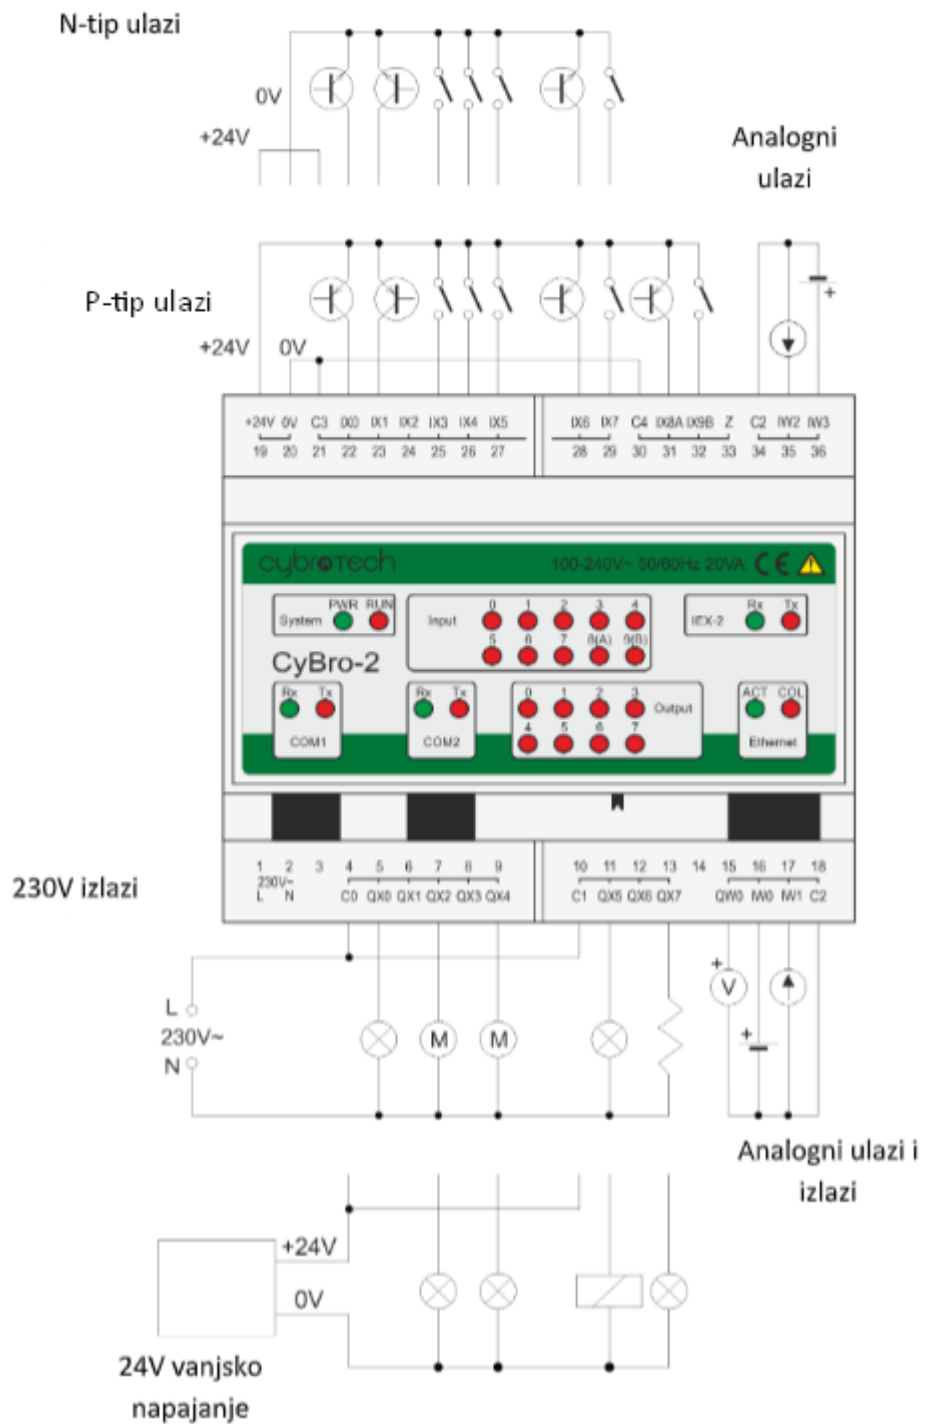 N-tip ulazi
0V
+24V
Analogni
ulazi
P-tip ulazi
+24V 0V
+
+24V 0V C3 IX0 IX1 IX2 IX3 IX4 IX5 IX6 IX7 C4 IX8A IX9B Z C2 IW2 IW3
19 20 21 22 23 24 25 26 27 28 29 30 31 32 33 34 35 36
cybrotech 100-240V~ 50/60Hz 20VA CE
PWR RUN
System
0 1 2 3 4
Input
5 6 7 8(A) 9(B)
Rx Tx
IEX-2
CyBro-2
Rx Tx
COM1
Rx Tx
COM2
0 1 2 3
Output
4 5 6 7
ACT COL
Ethernet
230V izlazi
1 2 3 4 5 6 7 8 9 10 11 12 13 14 15 16 17 18
230V~
L N C0 QX0 QX1 QX2 QX3 QX4 C1 QX5 QX6 QX7 QW0 IW0 IW1 C2
L
230V~
N
M M
+
V
+
Analogni ulazi i
izlazi
+24V
0V
24V vanjsko
napajanje